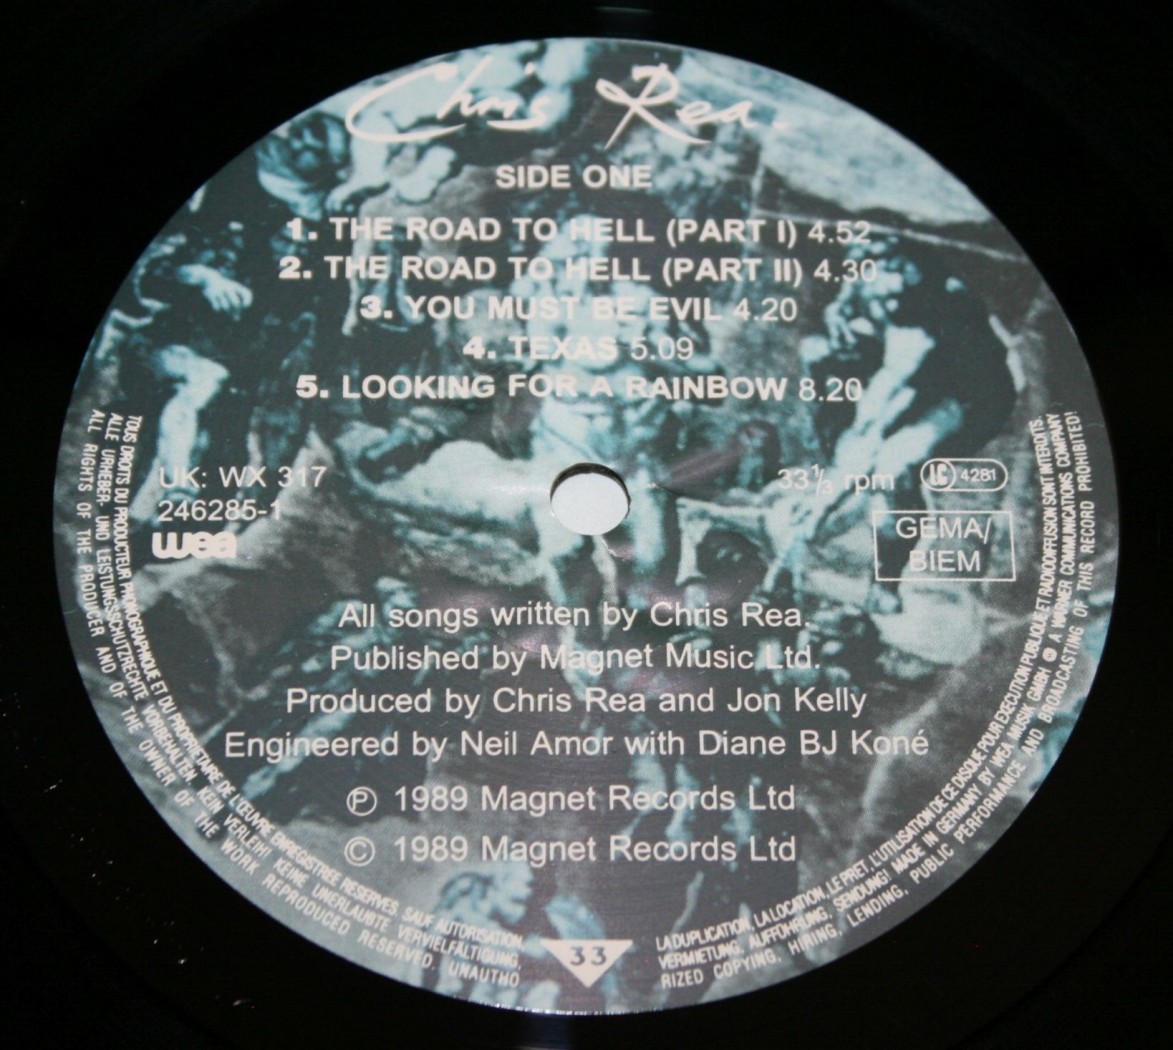 Chris Rea.
SIDE ONE
1. THE ROAD TO HELL (PART I) 4.52
2. THE ROAD TO HELL (PART II) 4.30
3. YOU MUST BE EVIL 4.20
4. TEXAS 5.09
5. LOOKING FOR A RAINBOW 8.20
UK: WX 317
246285-1
wea
33⅓ rpm
LC 4281
GEMA/
BIEM
All songs written by Chris Rea.
Published by Magnet Music Ltd.
Produced by Chris Rea and Jon Kelly
Engineered by Neil Amor with Diane BJ Koné
Ⓟ 1989 Magnet Records Ltd
© 1989 Magnet Records Ltd
TOUS DROITS DU PRODUCTEUR PHONOGRAPHIQUE ET DU PROPRIETAIRE DE L'ŒUVRE ENREGISTREE RESERVES. SAUF AUTORISATION, LA DUPLICATION, LA LOCATION, LE PRET, L'UTILISATION DE CE DISQUE POUR EXECUTION PUBLIQUE ET RADIODIFFUSION SONT INTERDITS.
ALLE URHEBER- UND LEISTUNGSSCHUTZRECHTE VORBEHALTEN. KEIN VERLEIH! KEINE UNERLAUBTE VERVIELFÄLTIGUNG, VERMIETUNG, AUFFÜHRUNG, SENDUNG! MADE IN GERMANY BY WEA MUSIK GMBH A WARNER COMMUNICATIONS COMPANY
ALL RIGHTS OF THE PRODUCER AND OF THE OWNER OF THE WORK REPRODUCED RESERVED. UNAUTHORIZED COPYING, HIRING, LENDING, PUBLIC PERFORMANCE AND BROADCASTING OF THIS RECORD PROHIBITED!
33